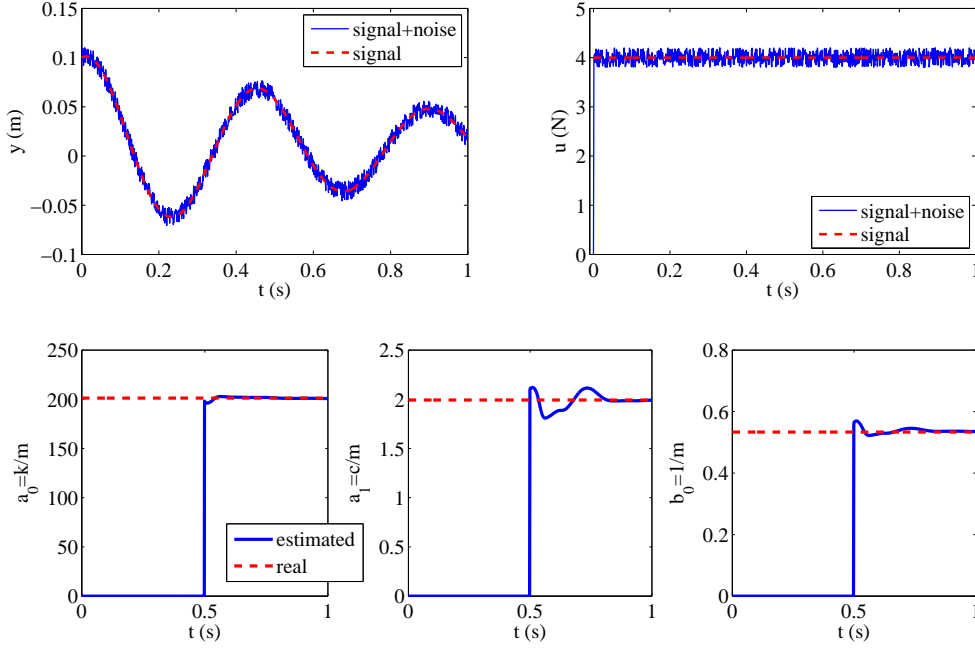 0.15
0.1
0.05
0
−0.05
−0.1
y (m)
0 0.2 0.4 0.6 0.8 1
t (s)
signal+noise
signal
5
4
3
2
1
0
u (N)
0 0.2 0.4 0.6 0.8 1
t (s)
signal+noise
signal
250
200
150
100
50
0
a0=k/m
0 0.5 1
t (s)
estimated
real
2.5
2
1.5
1
0.5
0
a1=c/m
0 0.5 1
t (s)
0.8
0.6
0.4
0.2
0
b0=1/m
0 0.5 1
t (s)